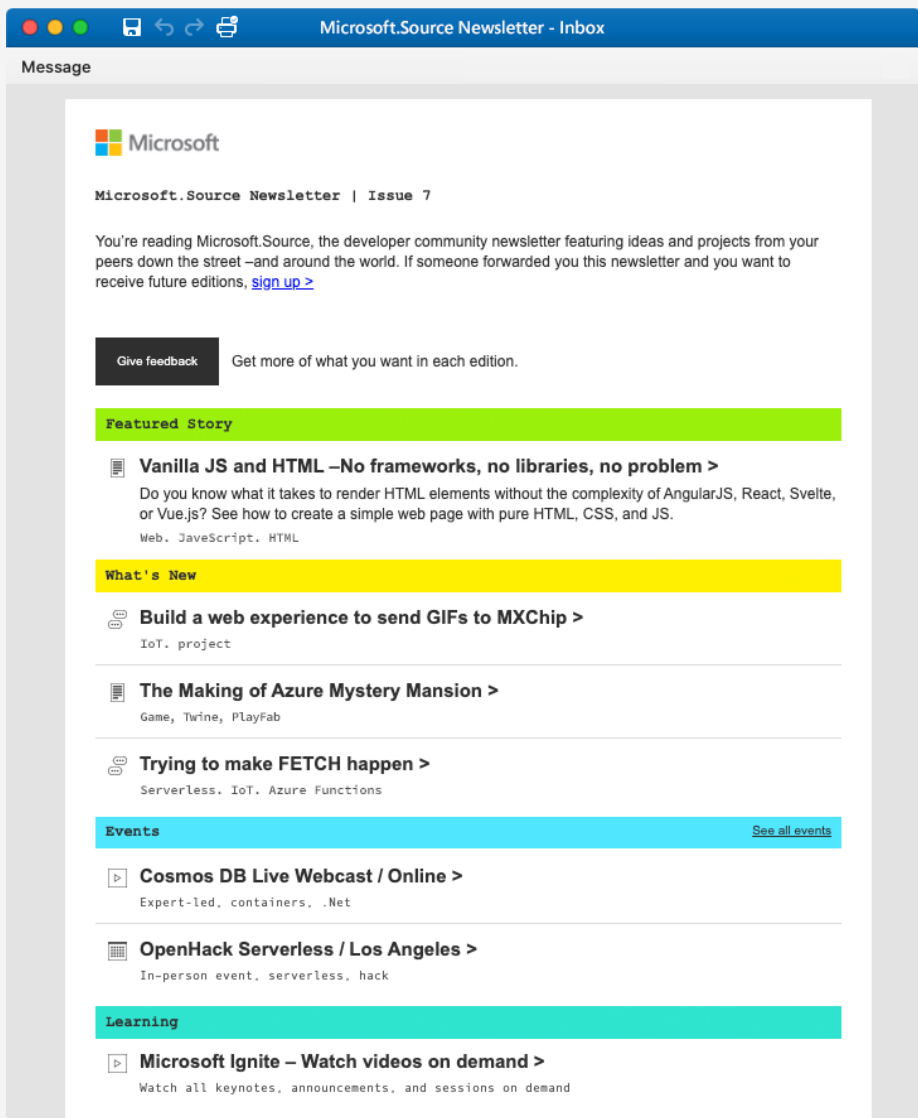 Microsoft.Source Newsletter - Inbox
Message
Microsoft
Microsoft.Source Newsletter | Issue 7
You're reading Microsoft.Source, the developer community newsletter featuring ideas and projects from your
peers down the street –and around the world. If someone forwarded you this newsletter and you want to
receive future editions, sign up >
Give feedback Get more of what you want in each edition.
Featured Story
Vanilla JS and HTML –No frameworks, no libraries, no problem >
Do you know what it takes to render HTML elements without the complexity of AngularJS, React, Svelte,
or Vue.js? See how to create a simple web page with pure HTML, CSS, and JS.
Web. JaveScript. HTML
What's New
Build a web experience to send GIFs to MXChip >
IoT. project
The Making of Azure Mystery Mansion >
Game, Twine, PlayFab
Trying to make FETCH happen >
Serverless. IoT. Azure Functions
Events See all events
Cosmos DB Live Webcast / Online >
Expert-led, containers, .Net
OpenHack Serverless / Los Angeles >
In-person event, serverless, hack
Learning
Microsoft Ignite – Watch videos on demand >
Watch all keynotes, announcements, and sessions on demand